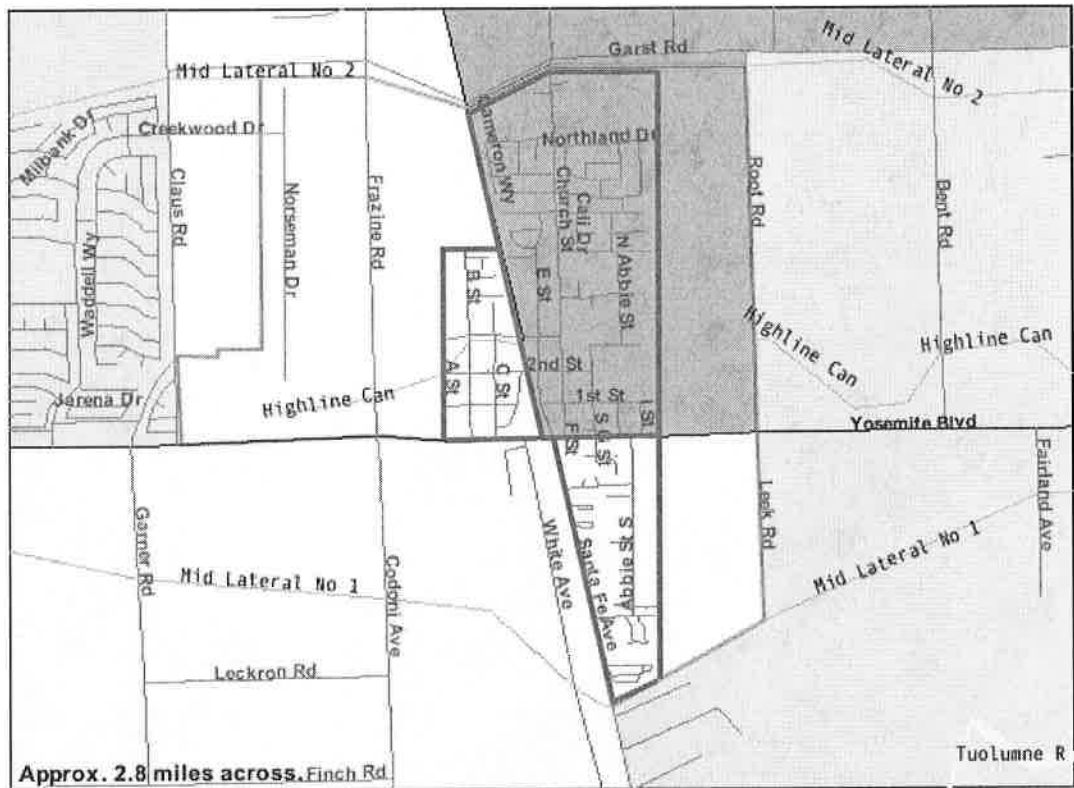 Garst Rd
Mid Lateral No 2
Mid Lateral No 2
Milbank Dr
Creekwood Dr
Claus Rd
Norseman Dr
Frazine Rd
Cameron WY
Northland Dr
Church St
Cali Dr
N Abbie St
Root Rd
Bent Rd
Waddell Wy
B St
E St
Highline Can
Highline Can
2nd St
A St
C St
1st St
I St
Jerena Dr
Highline Can
F St
S G St
Yosemite Blvd
Fairland Ave
Garner Rd
Codoni Ave
White Ave
Santa Fe Ave
S Abbie St
Leek Rd
Mid Lateral No 1
Mid Lateral No 1
Leckron Rd
Tuolumne R
Approx. 2.8 miles across.
Finch Rd